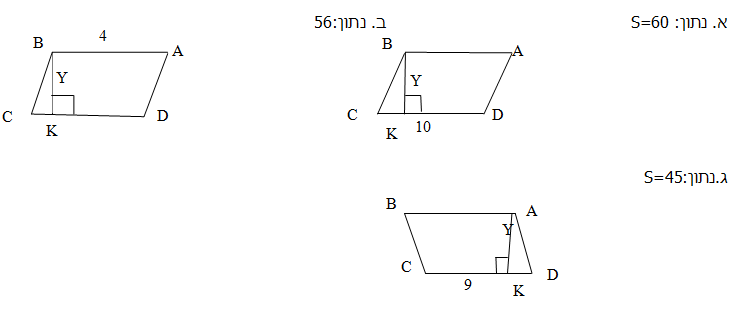 א. נתון: S=60
ב. נתון:56
B 4 A
Y
C K D
B A
Y
C K 10 D
ג.נתון:S=45
B A
Y
C 9 K D